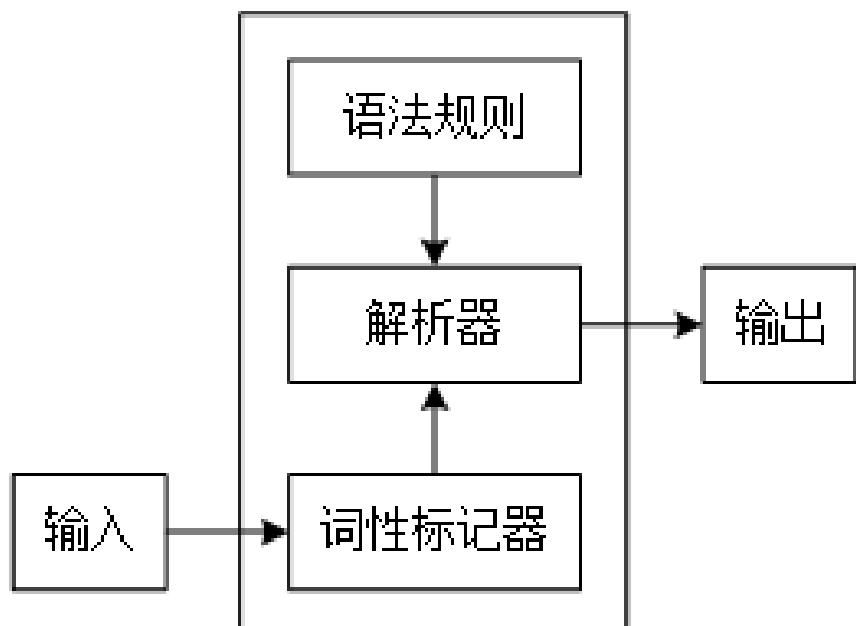 语法规则
解析器
输出
输入
词性标记器